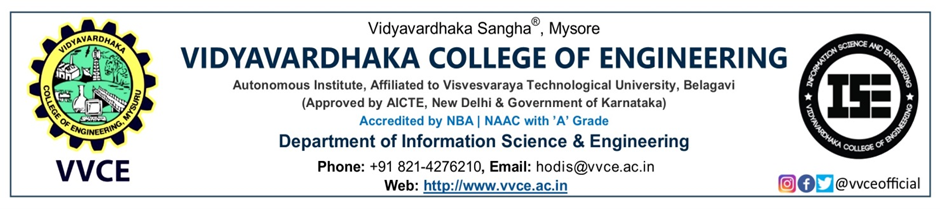 Vidyavardhaka Sangha®, Mysore
VIDYAVARDHAKA COLLEGE OF ENGINEERING
Autonomous Institute, Affiliated to Visvesvaraya Technological University, Belagavi
(Approved by AICTE, New Delhi & Government of Karnataka)
Accredited by NBA | NAAC with 'A' Grade
Department of Information Science & Engineering
Phone: +91 821-4276210, Email: hodis@vvce.ac.in
Web: http://www.vvce.ac.in
VIDYAVARDHAKA
COLLEGE OF ENGINEERING, MYSURU
VVCE
INFORMATION SCIENCE AND ENGINEERING
ISE
VIDYAVARDHAKA COLLEGE OF ENGINEERING
@vvceofficial